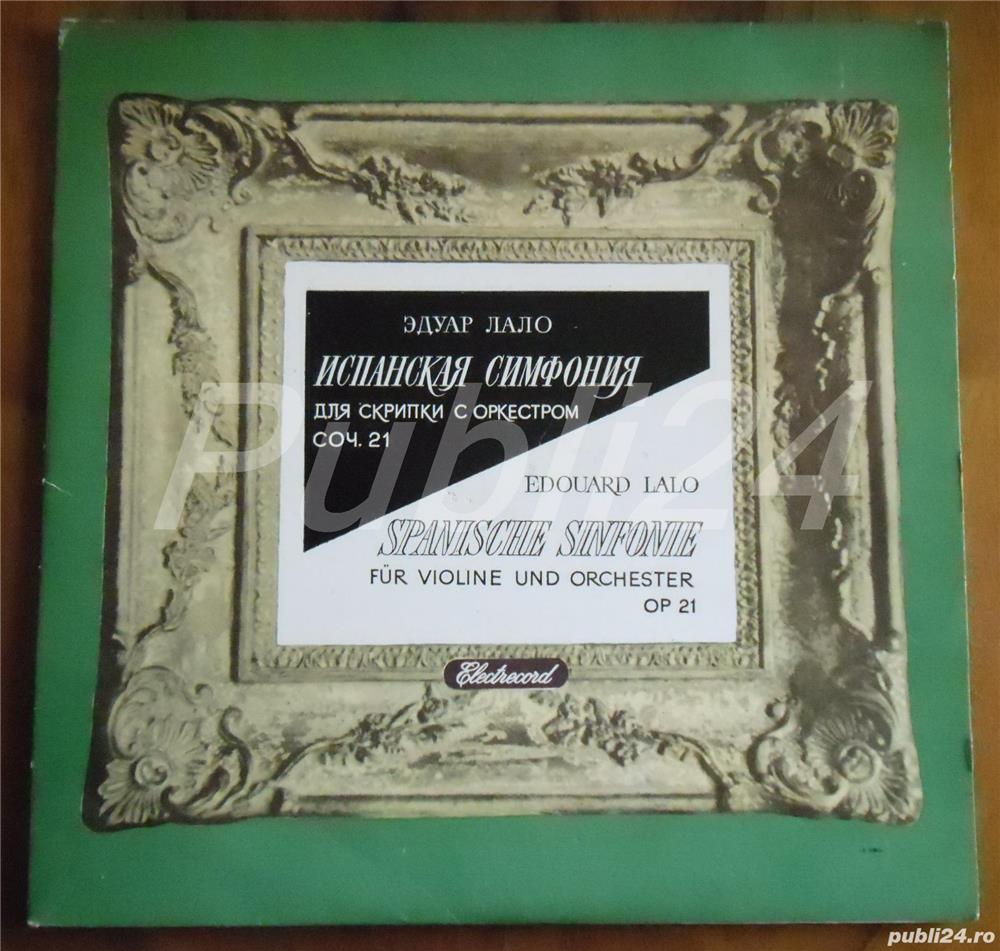 ЭДУАР ЛАЛО
ИСПАНСКАЯ СИМФОНИЯ
ДЛЯ СКРИПКИ С ОРКЕСТРОМ
СОЧ. 21
EDOUARD LALO
SPANISCHE SINFONIE
FÜR VIOLINE UND ORCHESTER
OP 21
Electrecord
Publi24
publi24.ro